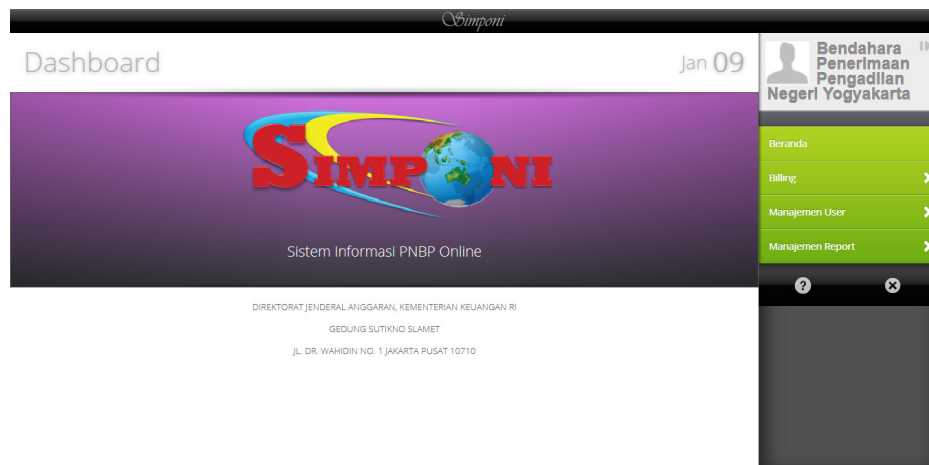 Simponi
Dashboard
Jan 09
SIMPONI
Sistem Informasi PNBP Online
DIREKTORAT JENDERAL ANGGARAN, KEMENTERIAN KEUANGAN RI
GEDUNG SUTIKNO SLAMET
JL. DR. WAHIDIN NO. 1 JAKARTA PUSAT 10710
Bendahara
Penerimaan
Pengadilan
Negeri Yogyakarta
Beranda
Billing
Manajemen User
Manajemen Report
?